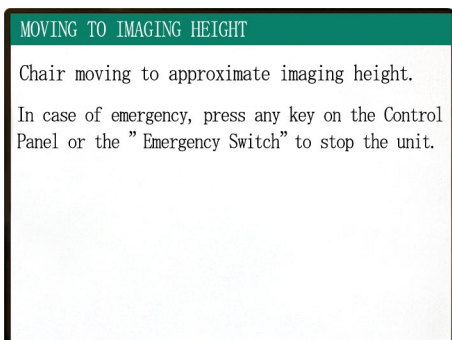 MOVING TO IMAGING HEIGHT
Chair moving to approximate imaging height.
In case of emergency, press any key on the Control
Panel or the ” Emergency Switch” to stop the unit.